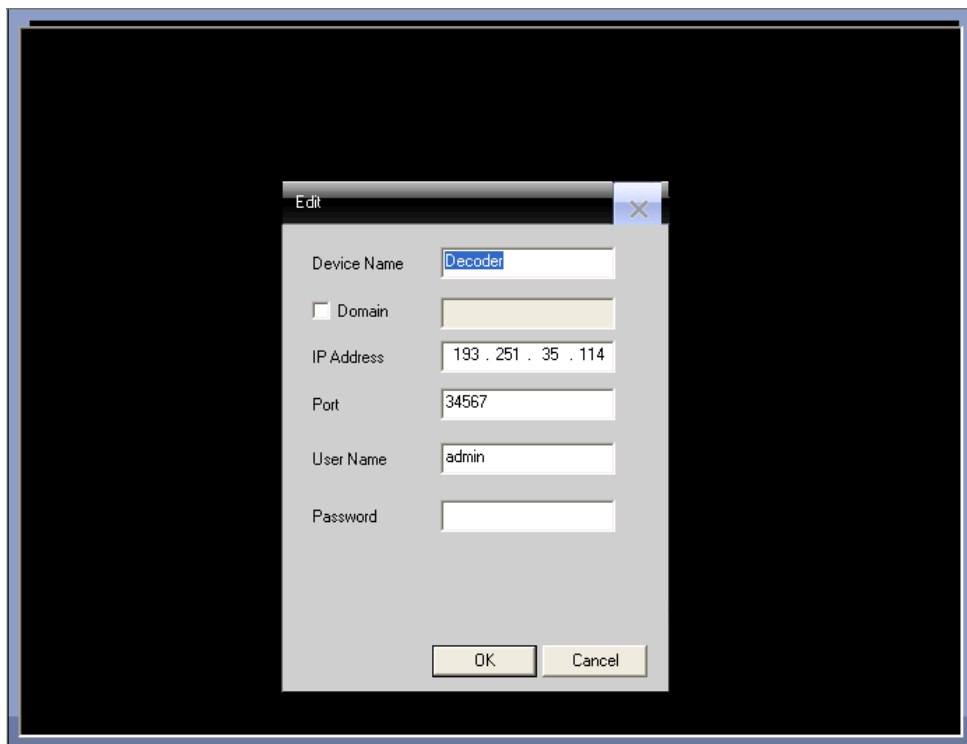 Edit
Device Name Decoder
Domain
IP Address 193 . 251 . 35 . 114
Port 34567
User Name admin
Password
OK Cancel